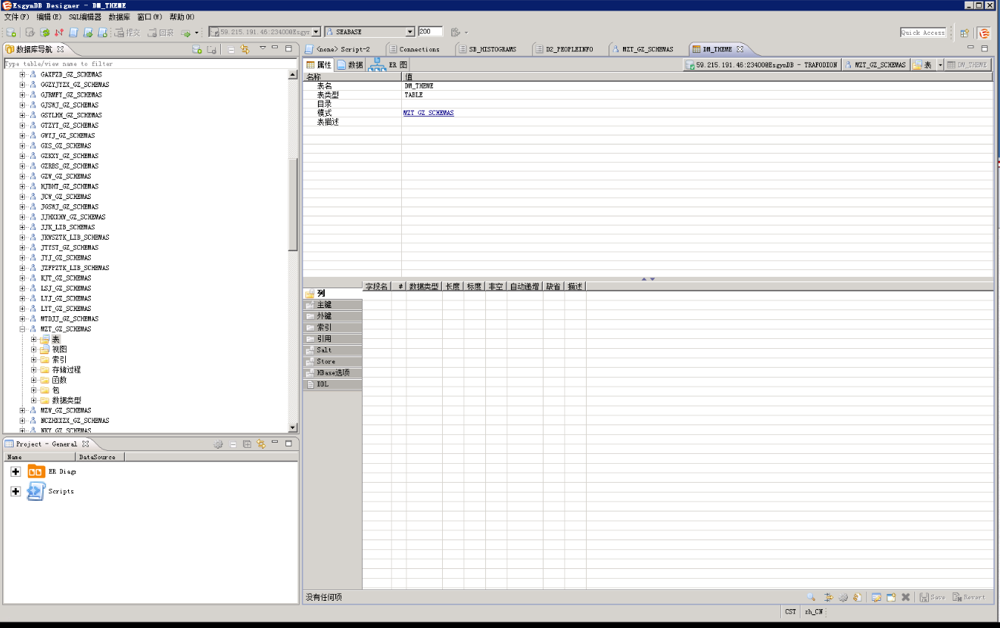 EsgynDB Designer - DM_THEME
文件(F) 编辑(E) SQL编辑器 数据库 窗口(W) 帮助(H)
提交 回滚 59.215.191.46:23400@Esgyn SEABASE 200 Quick Access
数据库导航
Type table/view name to filter
GAXFZD_GZ_SCHEMAS
GGZYJYZX_GZ_SCHEMAS
GJRMFY_GZ_SCHEMAS
GJSWJ_GZ_SCHEMAS
GSYLHH_GZ_SCHEMAS
GTZYT_GZ_SCHEMAS
GWYJ_GZ_SCHEMAS
GXS_GZ_SCHEMAS
GZKXY_GZ_SCHEMAS
GZRBS_GZ_SCHEMAS
GZW_GZ_SCHEMAS
HJBHT_GZ_SCHEMAS
JCW_GZ_SCHEMAS
JGSWJ_GZ_SCHEMAS
JJHXXHW_GZ_SCHEMAS
JJK_LIB_SCHEMAS
JKWSZTK_LIB_SCHEMAS
JTYST_GZ_SCHEMAS
JYJ_GZ_SCHEMAS
JZFPZTK_LIB_SCHEMAS
KJT_GZ_SCHEMAS
LSJ_GZ_SCHEMAS
LYJ_GZ_SCHEMAS
LYT_GZ_SCHEMAS
MTDJJ_GZ_SCHEMAS
MZT_GZ_SCHEMAS
表
视图
索引
存储过程
函数
包
数据类型
MZW_GZ_SCHEMAS
NCZHXXZX_GZ_SCHEMAS
NKY_GZ_SCHEMAS
Project - General
Name DataSource
ER Diagr
Scripts
<none> Script-2 Connections SB_HISTOGRAMS D2_PEOPLEINFO MZT_GZ_SCHEMAS DM_THEME
属性 数据 ER 图 59.215.191.46:23400@EsgynDB - TRAFODION MZT_GZ_SCHEMAS 表 DM_THEME
名称 值
表名 DM_THEME
表类型 TABLE
目录
模式 MZT_GZ_SCHEMAS
表描述
字段名 # 数据类型 长度 标度 非空 自动递增 缺省 描述
列
主键
外键
索引
引用
Salt
Store
HBase选项
DDL
没有任何项 Save Revert
CST zh_CN